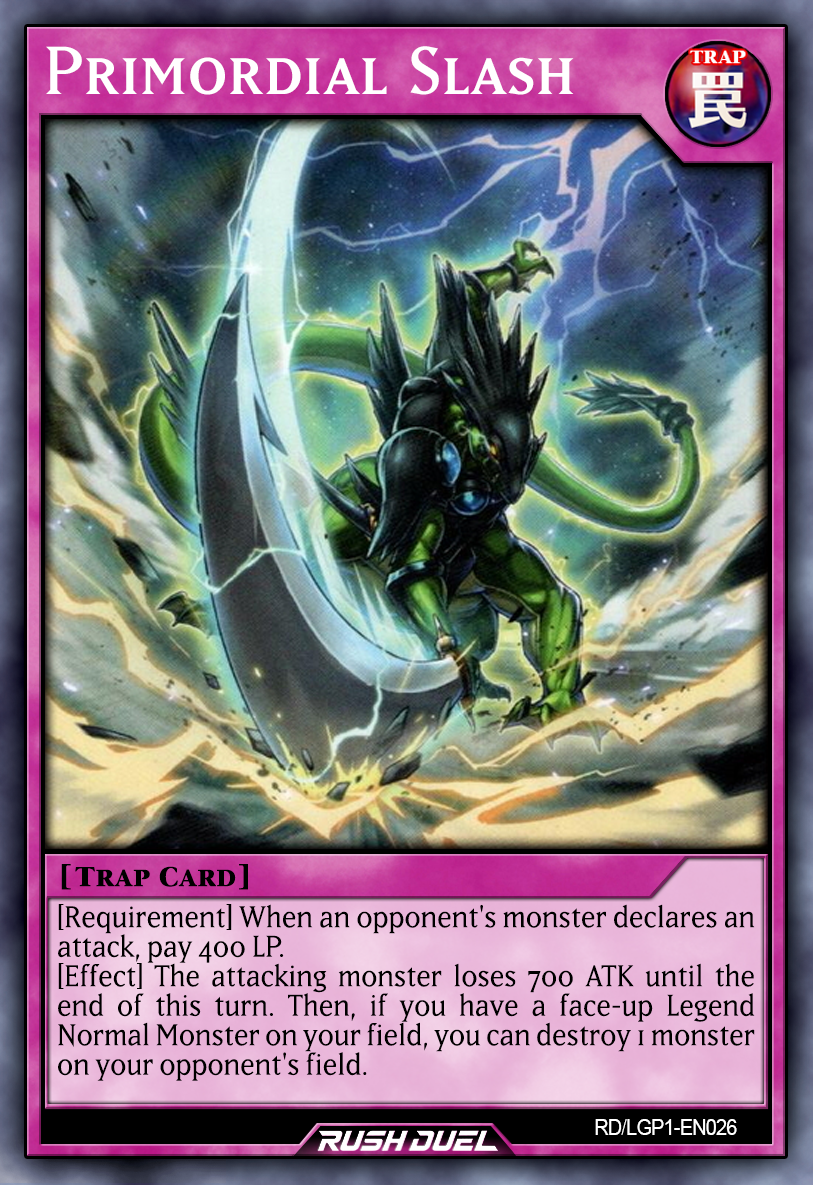 Primordial Slash
TRAP
罠
[Trap Card]
[Requirement] When an opponent's monster declares an
attack, pay 400 LP.
[Effect] The attacking monster loses 700 ATK until the
end of this turn. Then, if you have a face-up Legend
Normal Monster on your field, you can destroy 1 monster
on your opponent's field.
RD/LGP1-EN026
RUSH DUEL